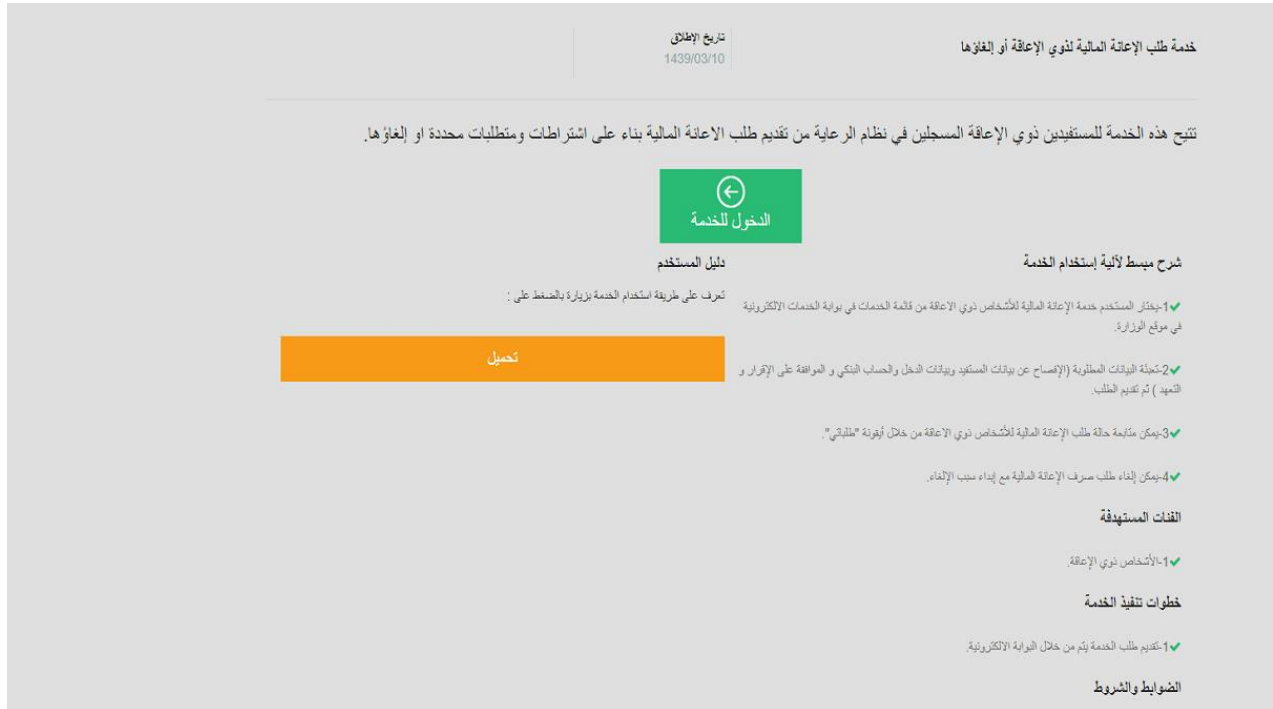 خدمة طلب الإعانة المالية لذوي الإعاقة أو إلغاؤها
تاريخ الإطلاق
1439/03/10
تتيح هذه الخدمة للمستفيدين ذوي الإعاقة المسجلين في نظام الرعاية من تقديم طلب الاعانة المالية بناء على اشتراطات ومتطلبات محددة او إلغاؤها.
الدخول للخدمة
شرح مبسط لآلية إستخدام الخدمة
1-يختار المستخدم خدمة الإعانة المالية للأشخاص ذوي الاعاقة من قائمة الخدمات في بوابة الخدمات الالكترونية
في موقع الوزارة.
2-تعبئة البيانات المطلوبة (الإفصاح عن بيانات المستفيد وبيانات الدخل والحساب البنكي و الموافقة على الإقرار و
التعهد ) ثم تقديم الطلب.
3-يمكن متابعة حالة طلب الإعانة المالية للأشخاص ذوي الاعاقة من خلال أيقونة "طلباتي".
4-يمكن إلغاء طلب صرف الإعانة المالية مع إبداء سبب الإلغاء.
دليل المستخدم
تعرف على طريقة استخدام الخدمة بزيارة بالضغط على :
تحميل
الفئات المستهدفة
1-الأشخاص ذوي الإعاقة.
خطوات تنفيذ الخدمة
1-تقديم طلب الخدمة يتم من خلال البوابة الالكترونية.
الضوابط والشروط